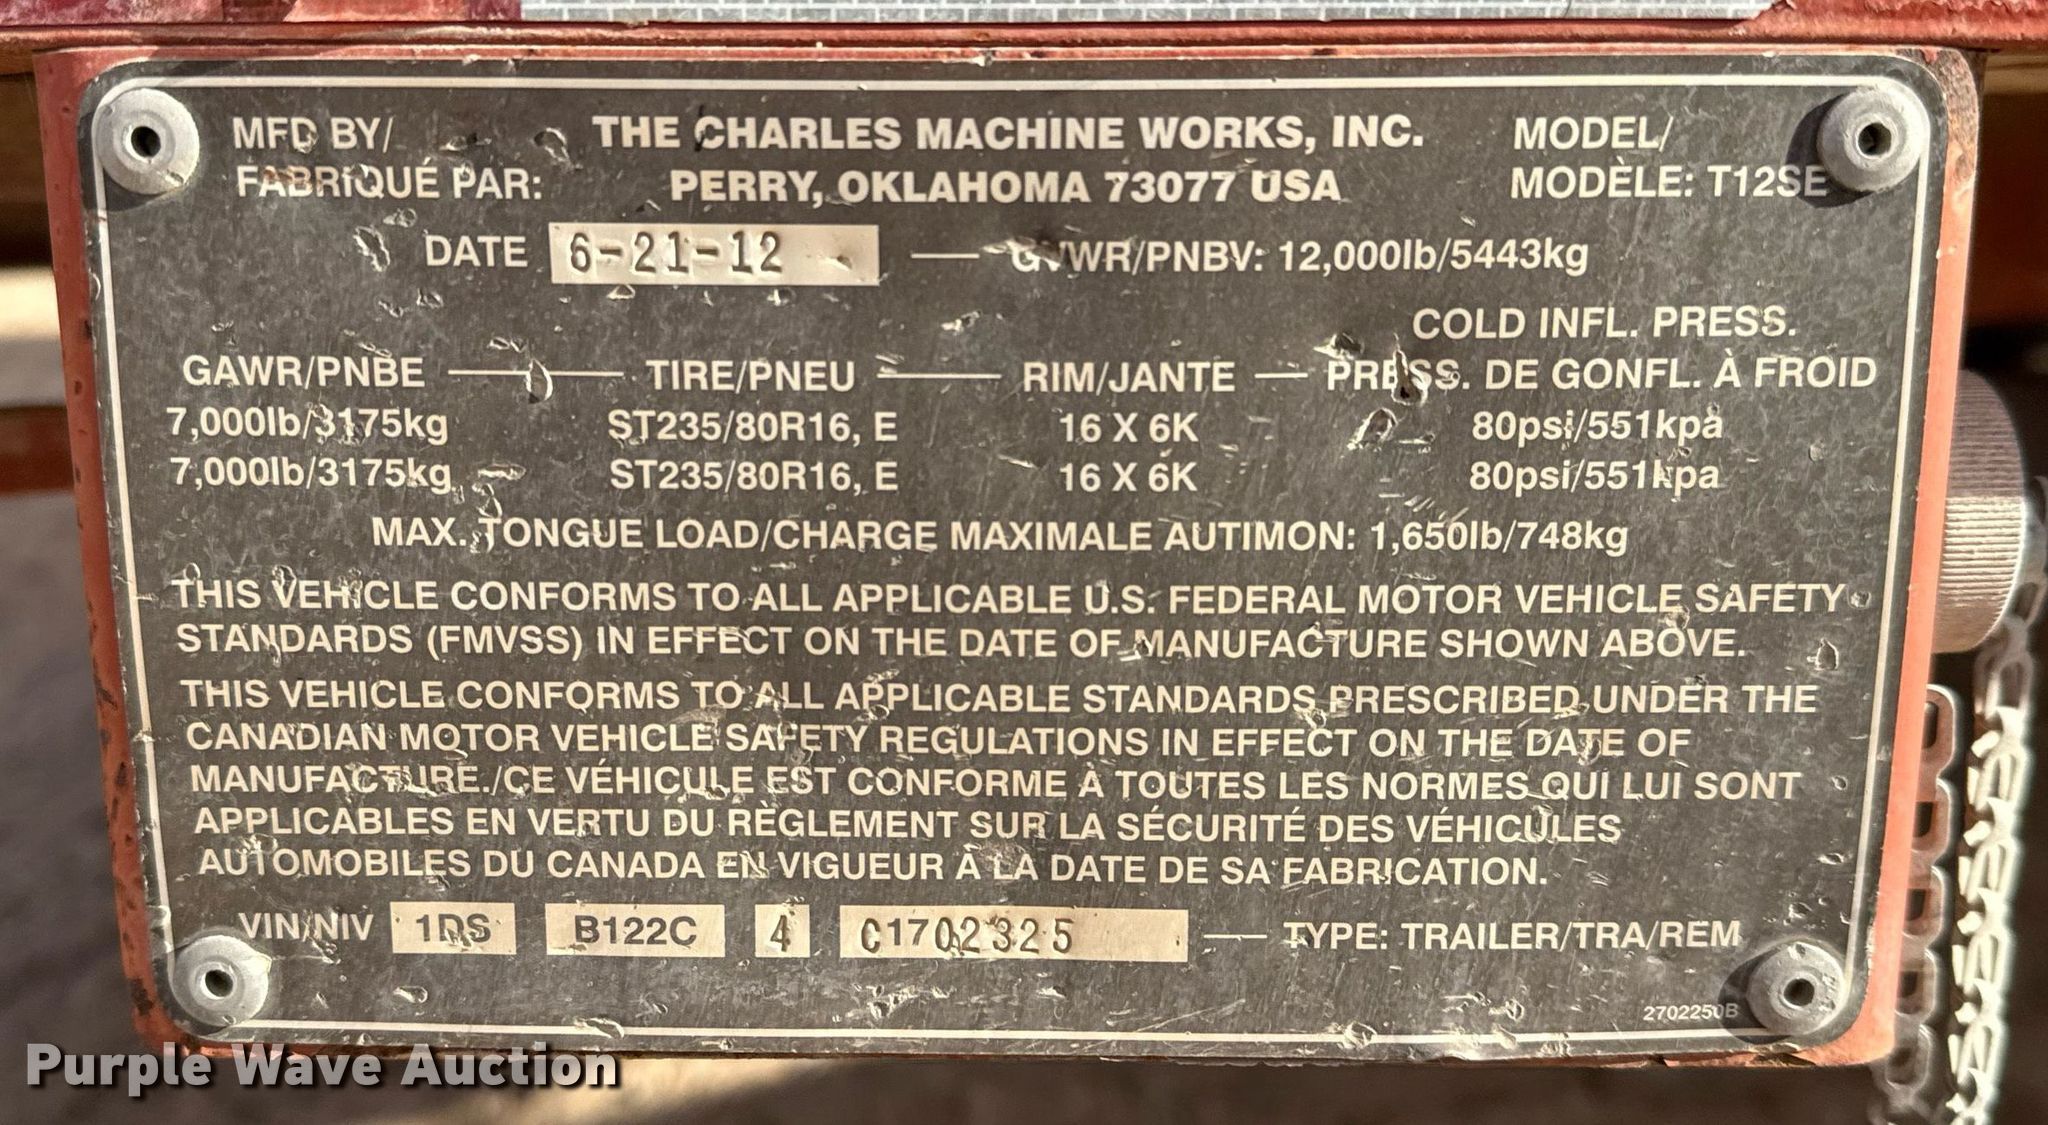 MFD BY/ THE CHARLES MACHINE WORKS, INC. MODEL/
FABRIQUÉ PAR: PERRY, OKLAHOMA 73077 USA MODÈLE: T12SE
DATE 6-21-12 — GVWR/PNBV: 12,000lb/5443kg
COLD INFL. PRESS.
GAWR/PNBE — TIRE/PNEU — RIM/JANTE — PRESS. DE GONFL. À FROID
7,000lb/3175kg ST235/80R16, E 16 X 6K 80psi/551kpa
7,000lb/3175kg ST235/80R16, E 16 X 6K 80psi/551kpa
MAX. TONGUE LOAD/CHARGE MAXIMALE AUTIMON: 1,650lb/748kg
THIS VEHICLE CONFORMS TO ALL APPLICABLE U.S. FEDERAL MOTOR VEHICLE SAFETY
STANDARDS (FMVSS) IN EFFECT ON THE DATE OF MANUFACTURE SHOWN ABOVE.
THIS VEHICLE CONFORMS TO ALL APPLICABLE STANDARDS PRESCRIBED UNDER THE
CANADIAN MOTOR VEHICLE SAFETY REGULATIONS IN EFFECT ON THE DATE OF
MANUFACTURE./CE VÉHICULE EST CONFORME À TOUTES LES NORMES QUI LUI SONT
APPLICABLES EN VERTU DU RÈGLEMENT SUR LA SÉCURITÉ DES VÉHICULES
AUTOMOBILES DU CANADA EN VIGUEUR À LA DATE DE SA FABRICATION.
VIN/NIV 1DS B122C 4 C1702325 — TYPE: TRAILER/TRA/REM
2702250B
Purple Wave Auction